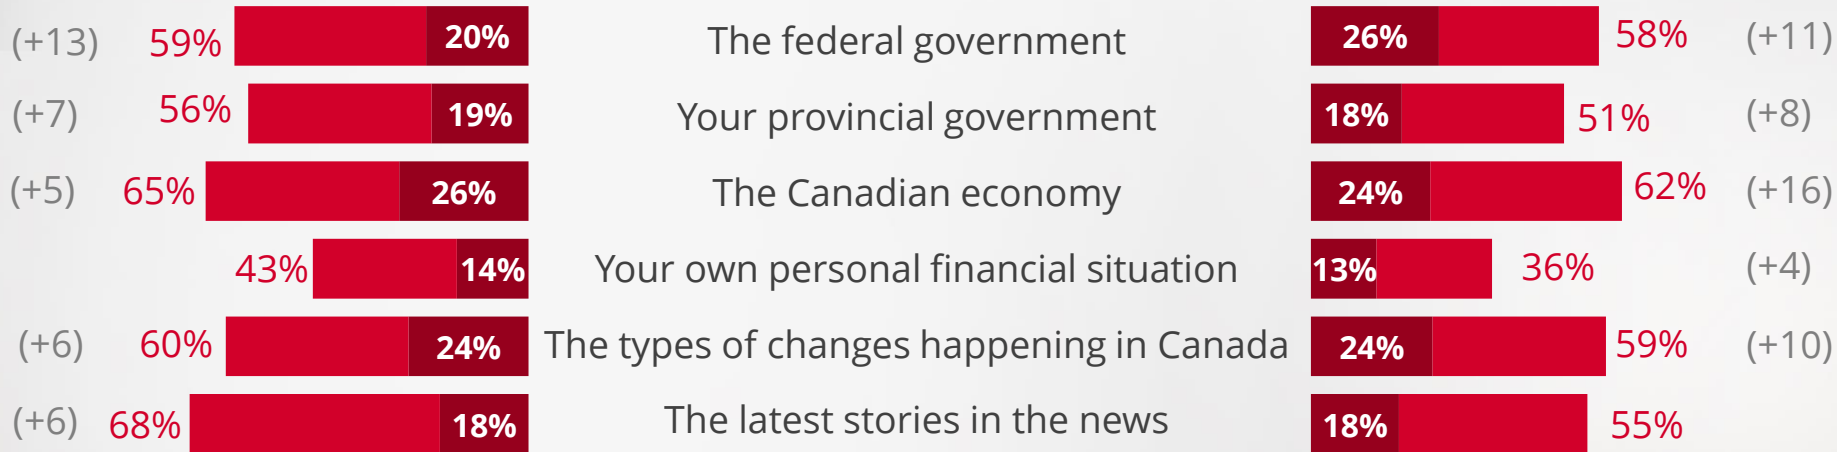 (+13) 59% 20% The federal government 26% 58% (+11)
(+7) 56% 19% Your provincial government 18% 51% (+8)
(+5) 65% 26% The Canadian economy 24% 62% (+16)
43% 14% Your own personal financial situation 13% 36% (+4)
(+6) 60% 24% The types of changes happening in Canada 24% 59% (+10)
(+6) 68% 18% The latest stories in the news 18% 55%